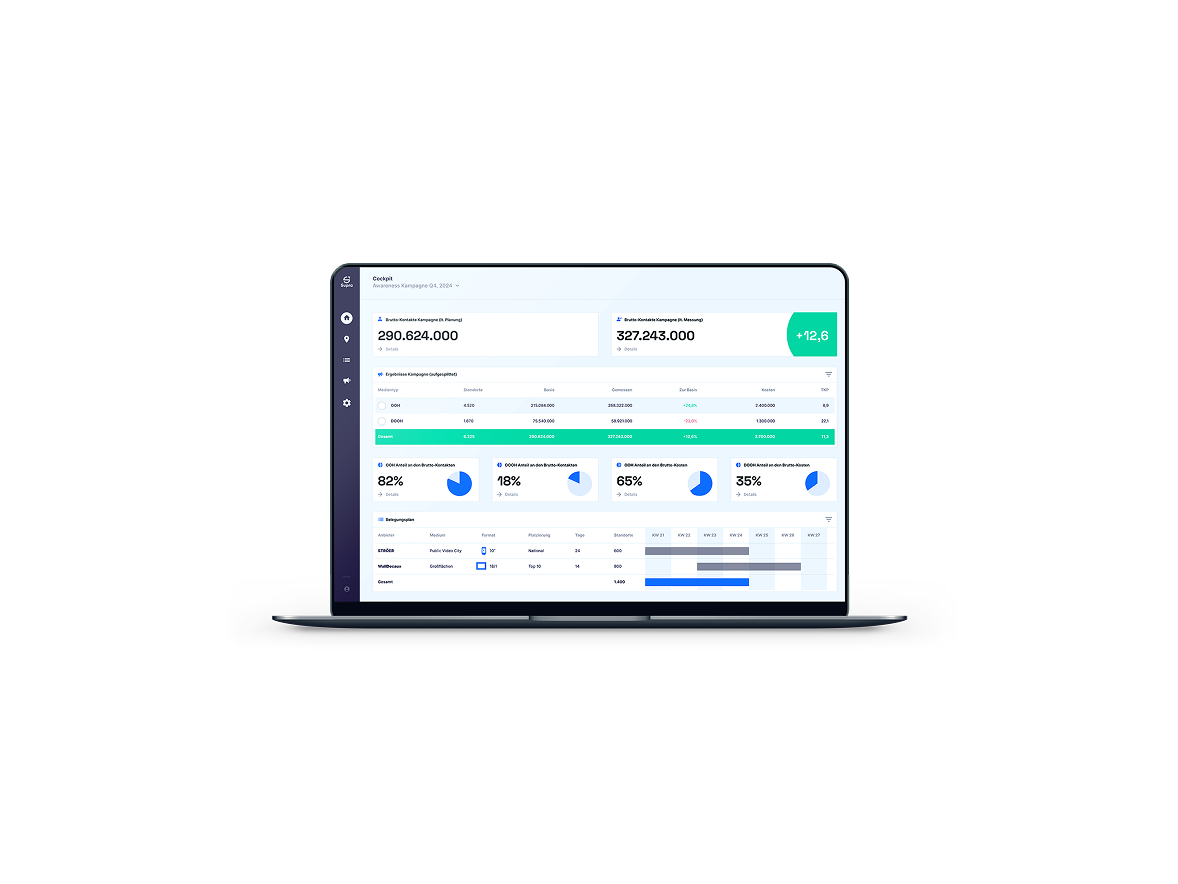 Supra
Cockpit
Awareness Kampagne Q4, 2024
Brutto-Kontakte Kampagne (lt. Planung)
290.624.000
Details
Brutto-Kontakte Kampagne (lt. Messung)
327.243.000
Details
+12,6
Ergebnisse Kampagne (aufgesplittet)
Medientyp Standorte Basis Gemessen Zur Basis Kosten TKP
OOH 4.520 215.084.000 268.322.000 +24,8% 2.400.000 8,9
DOOH 1.670 75.540.000 58.921.000 1.300.000 22,1
Gesamt 290.624.000 327.243.000 +12,6% 3.700.000 11,3
OOH Anteil an den Brutto-Kontakten
82%
Details
DOOH Anteil an den Brutto-Kontakten
18%
Details
OOH Anteil an den Brutto-Kosten
65%
Details
DOOH Anteil an den Brutto-Kosten
35%
Details
Belegungsplan
Anbieter Medium Format Platzierung Tage Standorte KW 21 KW 22 KW 23 KW 24 KW 25 KW 26 KW 27
STRÖER Public Video City 10" National 24 600
WallDecaux Großflächen 18/1 Top 10 14 800
Gesamt 1.400